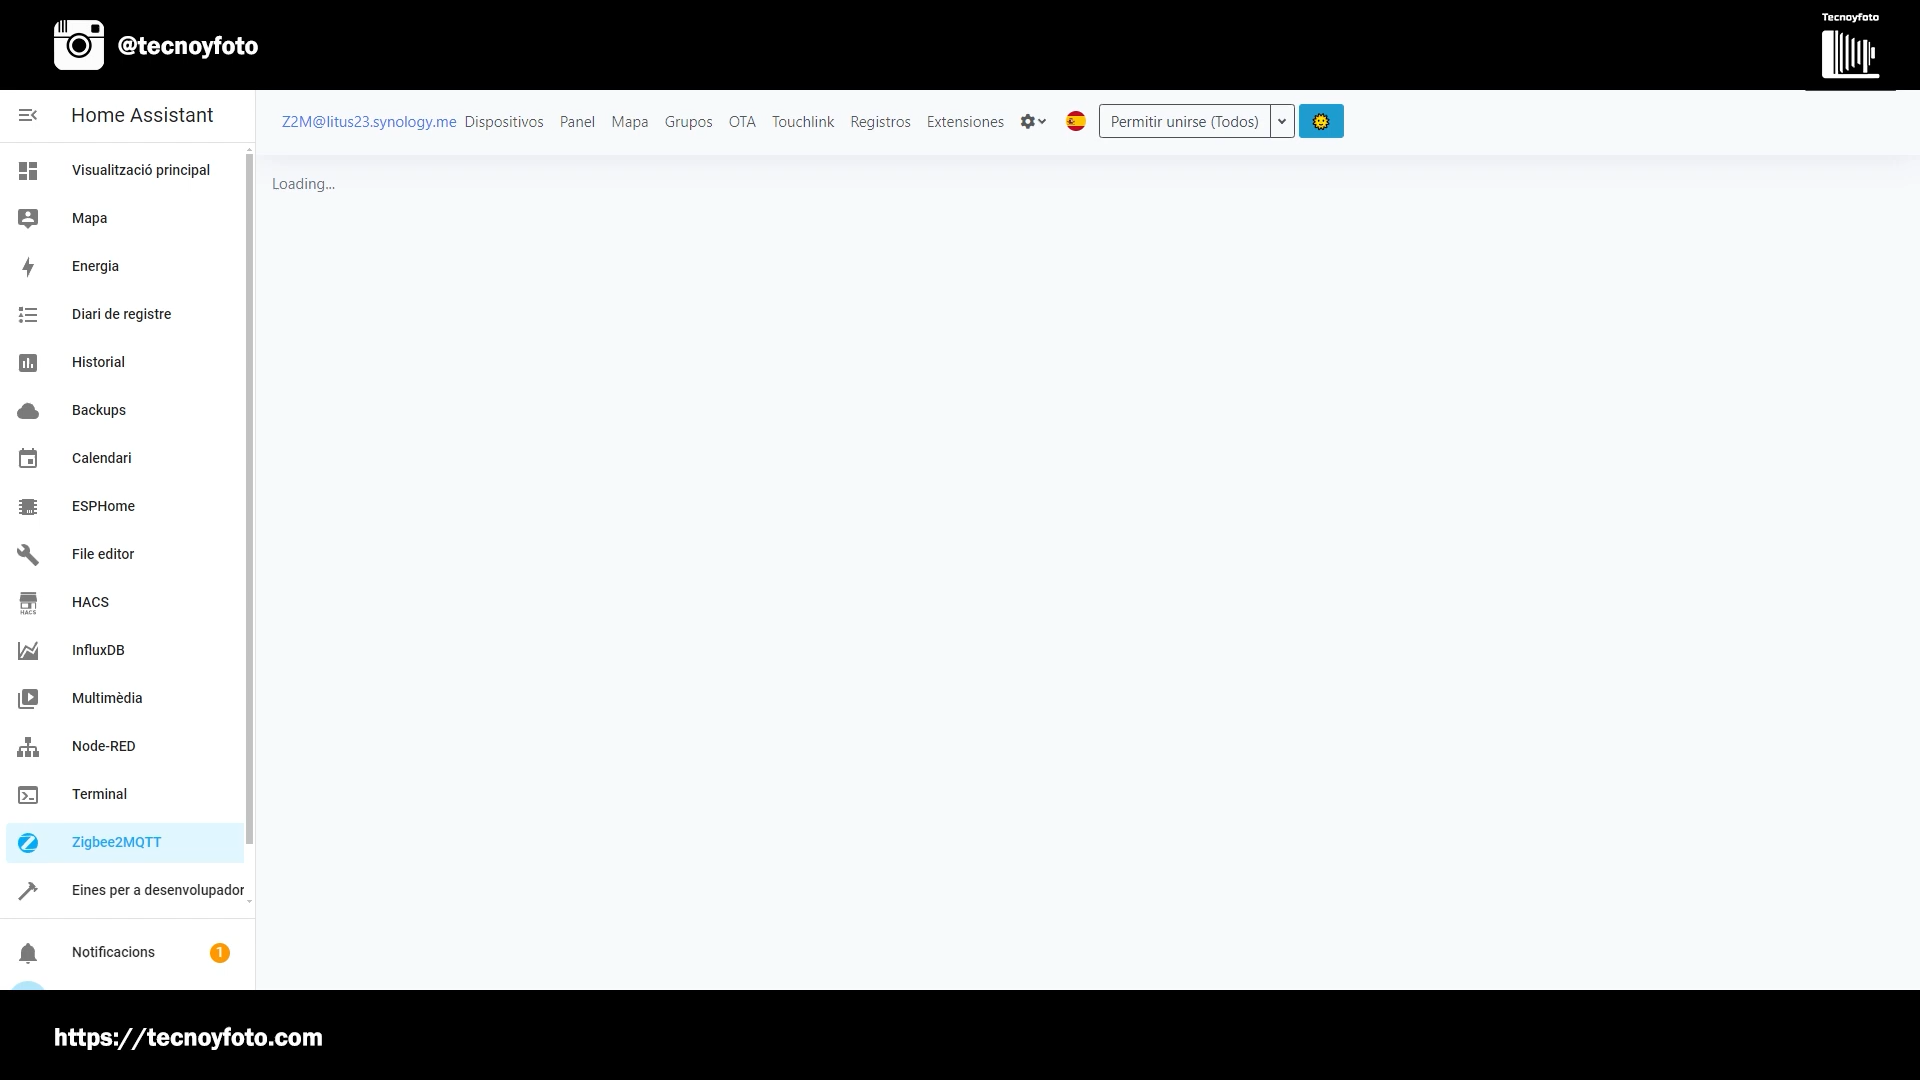 @tecnoyfoto
Tecnoyfoto
Home Assistant
Z2M@litus23.synology.me Dispositivos Panel Mapa Grupos OTA Touchlink Registros Extensiones Permitir unirse (Todos)
Loading...
Visualització principal
Mapa
Energia
Diari de registre
Historial
Backups
Calendari
ESPHome
File editor
HACS
HACS
InfluxDB
Multimèdia
Node-RED
Terminal
Zigbee2MQTT
Eines per a desenvolupador
Notificacions 1
https://tecnoyfoto.com